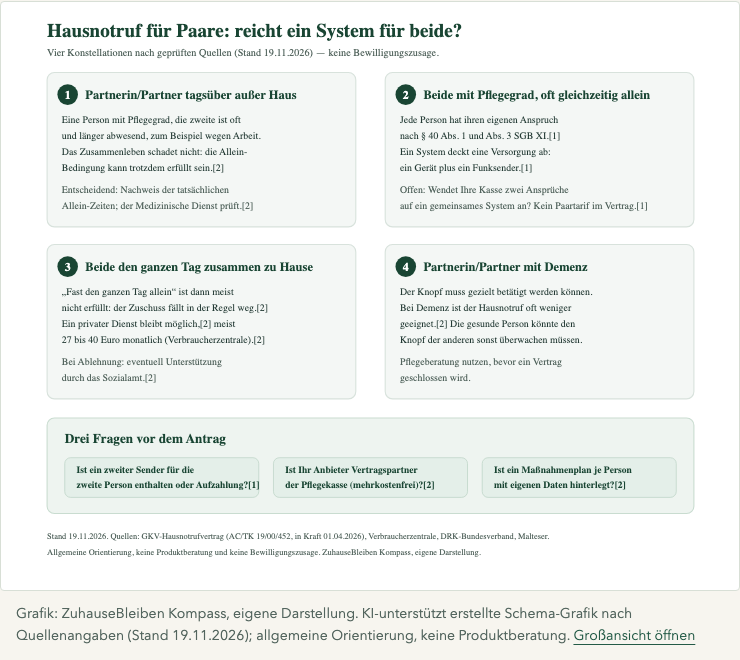 Hausnotruf für Paare: reicht ein System für beide?
Vier Konstellationen nach geprüften Quellen (Stand 19.11.2026) — keine Bewilligungszusage.
1 Partnerin/Partner tagsüber außer Haus
Eine Person mit Pflegegrad, die zweite ist oft
und länger abwesend, zum Beispiel wegen Arbeit.
Das Zusammenleben schadet nicht: die Allein-
Bedingung kann trotzdem erfüllt sein.[2]
Entscheidend: Nachweis der tatsächlichen
Allein-Zeiten; der Medizinische Dienst prüft.[2]
2 Beide mit Pflegegrad, oft gleichzeitig allein
Jede Person hat ihren eigenen Anspruch
nach § 40 Abs. 1 und Abs. 3 SGB XI.[1]
Ein System deckt eine Versorgung ab:
ein Gerät plus ein Funksender.[1]
Offen: Wendet Ihre Kasse zwei Ansprüche
auf ein gemeinsames System an? Kein Paartarif im Vertrag.[1]
3 Beide den ganzen Tag zusammen zu Hause
„Fast den ganzen Tag allein“ ist dann meist
nicht erfüllt: der Zuschuss fällt in der Regel weg.[2]
Ein privater Dienst bleibt möglich,[2] meist
27 bis 40 Euro monatlich (Verbraucherzentrale).[2]
Bei Ablehnung: eventuell Unterstützung
durch das Sozialamt.[2]
4 Partnerin/Partner mit Demenz
Der Knopf muss gezielt betätigt werden können.
Bei Demenz ist der Hausnotruf oft weniger
geeignet.[2] Die gesunde Person könnte den
Knopf der anderen sonst überwachen müssen.
Pflegeberatung nutzen, bevor ein Vertrag
geschlossen wird.
Drei Fragen vor dem Antrag
Ist ein zweiter Sender für die
zweite Person enthalten oder Aufzahlung?[1]
Ist Ihr Anbieter Vertragspartner
der Pflegekasse (mehrkostenfrei)?[2]
Ist ein Maßnahmenplan je Person
mit eigenen Daten hinterlegt?[2]
Stand 19.11.2026. Quellen: GKV-Hausnotrufvertrag (AC/TK 19/00/452, in Kraft 01.04.2026), Verbraucherzentrale, DRK-Bundesverband, Malteser.
Allgemeine Orientierung, keine Produktberatung und keine Bewilligungszusage. ZuhauseBleiben Kompass, eigene Darstellung.
Grafik: ZuhauseBleiben Kompass, eigene Darstellung. KI-unterstützt erstellte Schema-Grafik nach
Quellenangaben (Stand 19.11.2026); allgemeine Orientierung, keine Produktberatung. Großansicht öffnen